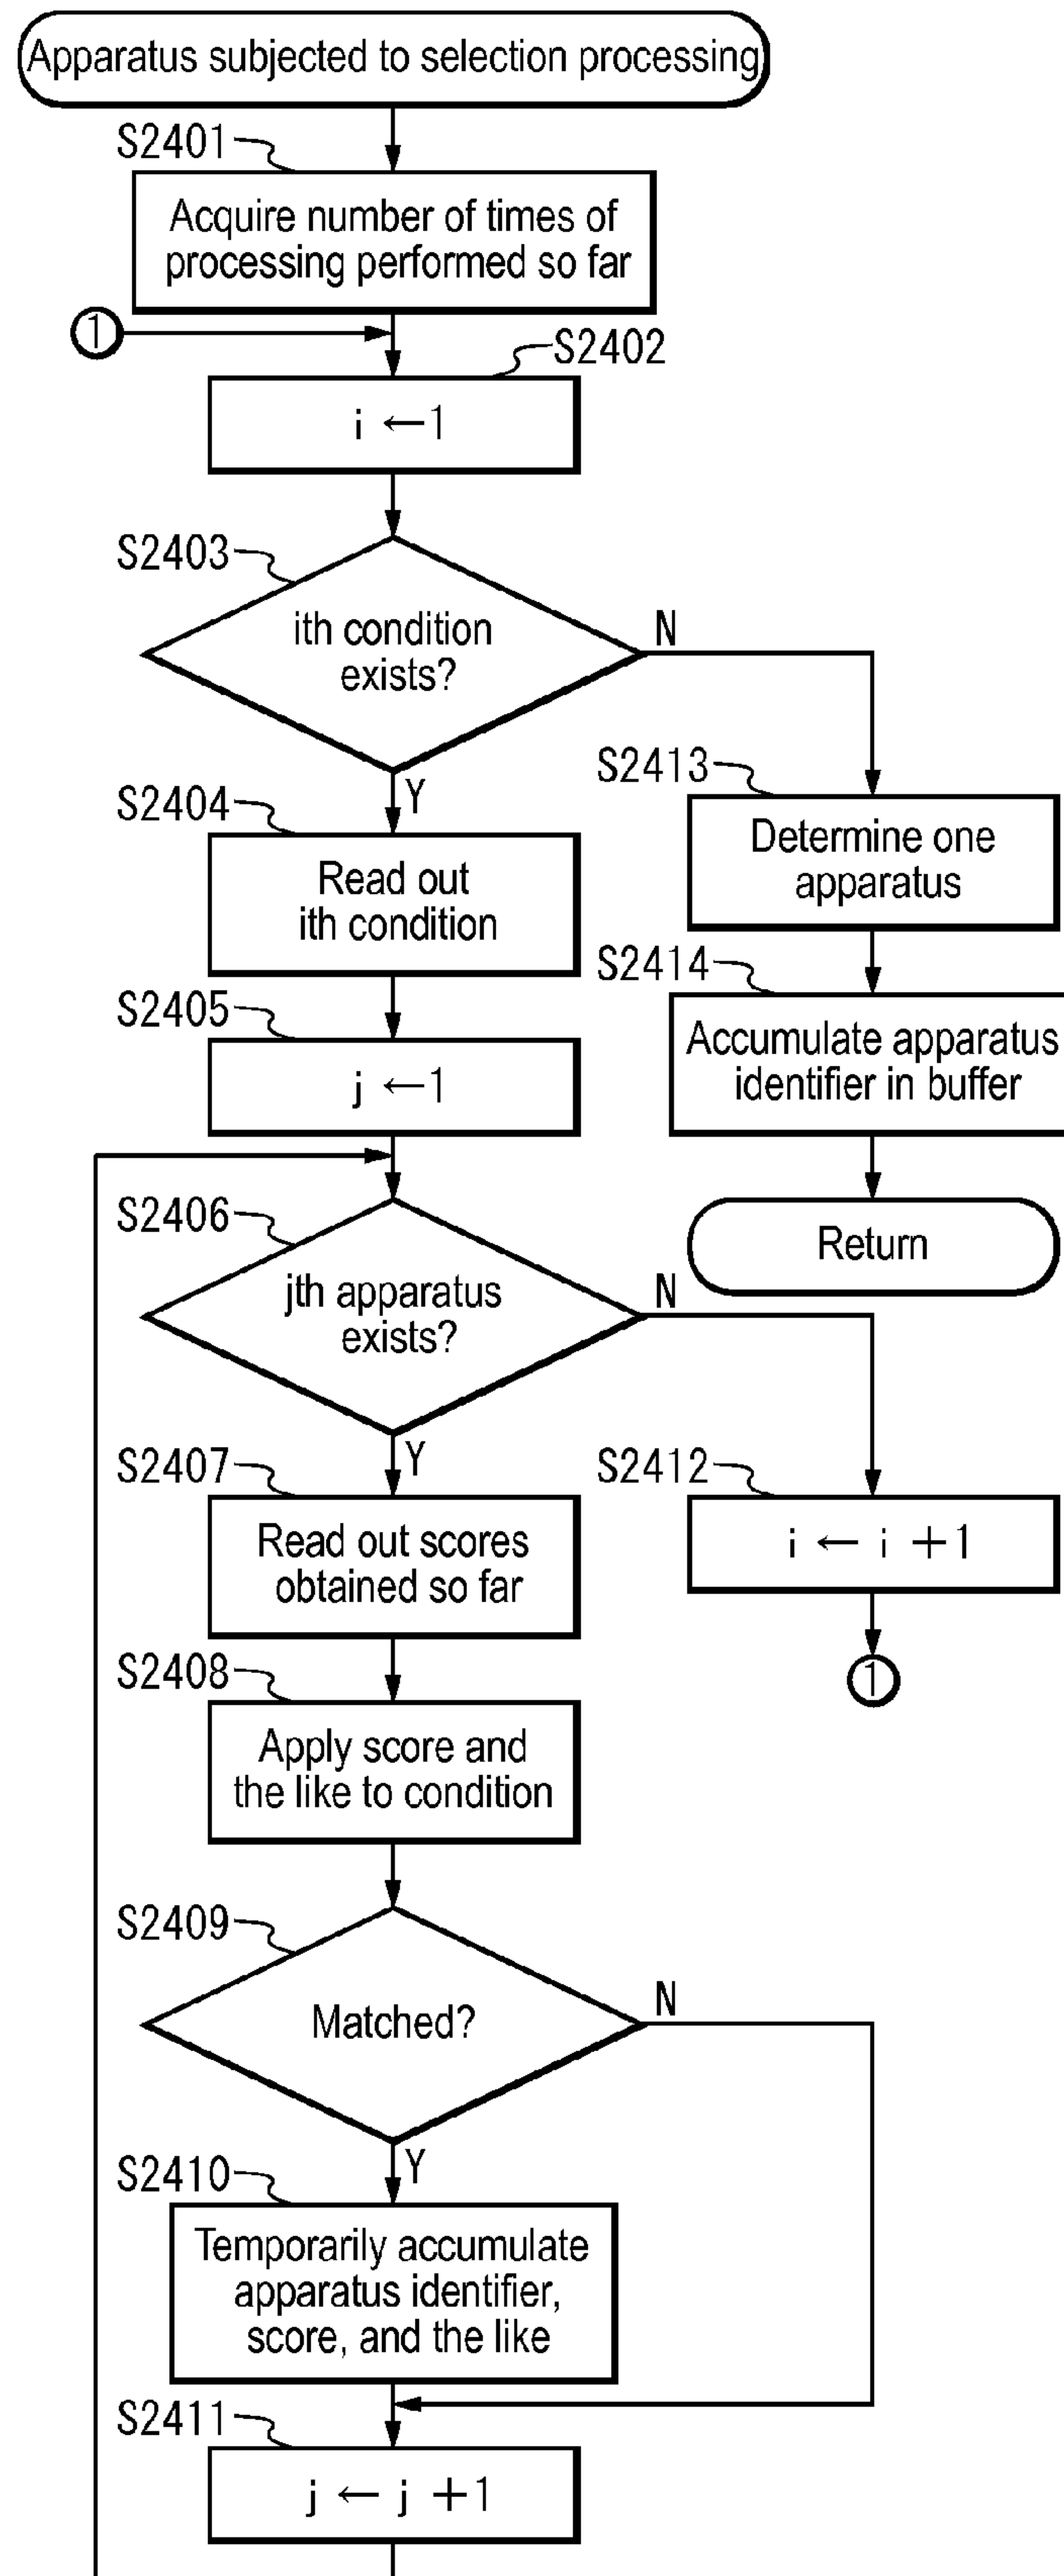 Apparatus subjected to selection processing
S2401
Acquire number of times of
processing performed so far
1
S2402
i ←1
S2403
ith condition
exists?
N
Y
S2404
Read out
ith condition
S2405
j ←1
S2413
Determine one
apparatus
S2414
Accumulate apparatus
identifier in buffer
Return
S2406
jth apparatus
exists?
N
Y
S2407
Read out scores
obtained so far
S2412
i ← i +1
1
S2408
Apply score and
the like to condition
S2409
Matched?
N
Y
S2410
Temporarily accumulate
apparatus identifier,
score, and the like
S2411
j ← j +1